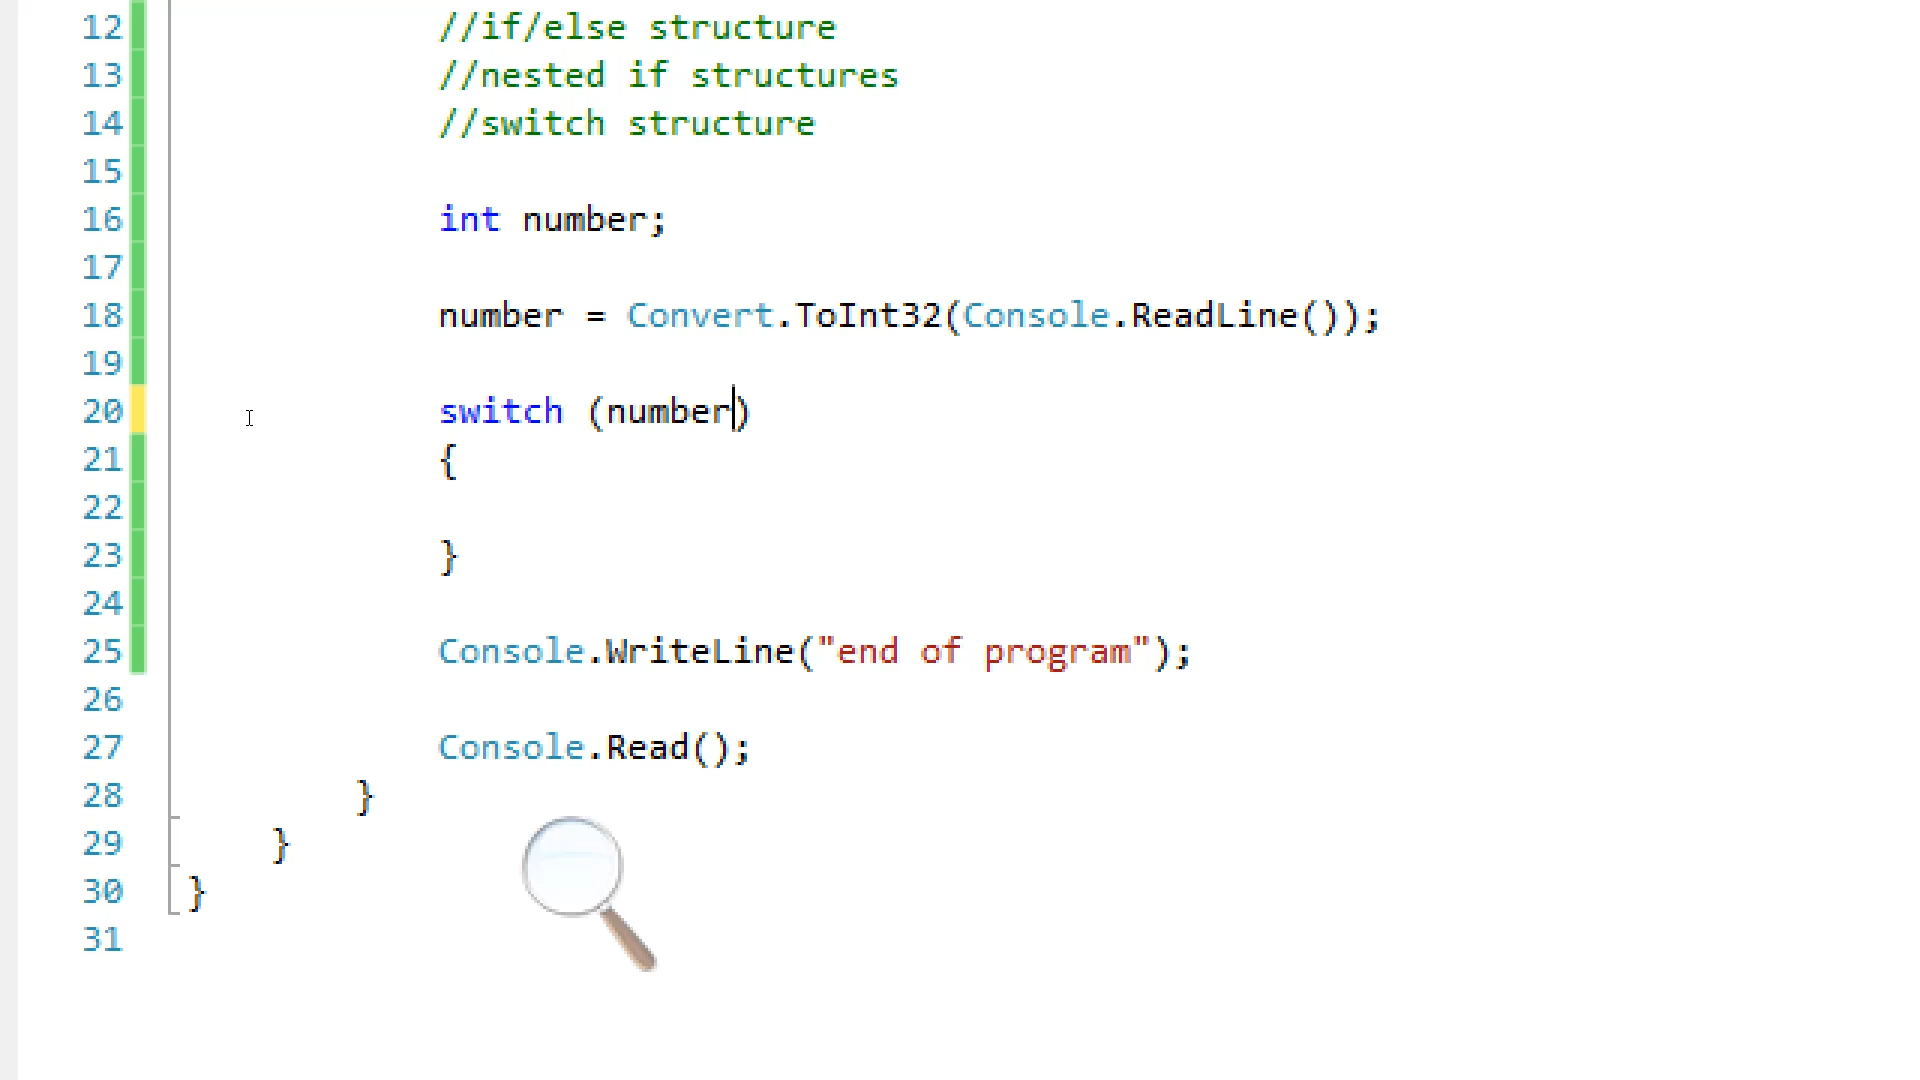 12 //if/else structure
13 //nested if structures
14 //switch structure
15
16 int number;
17
18 number = Convert.ToInt32(Console.ReadLine());
19
20 switch (number)
21 {
22
23 }
24
25 Console.WriteLine("end of program");
26
27 Console.Read();
28 }
29 }
30 }
31